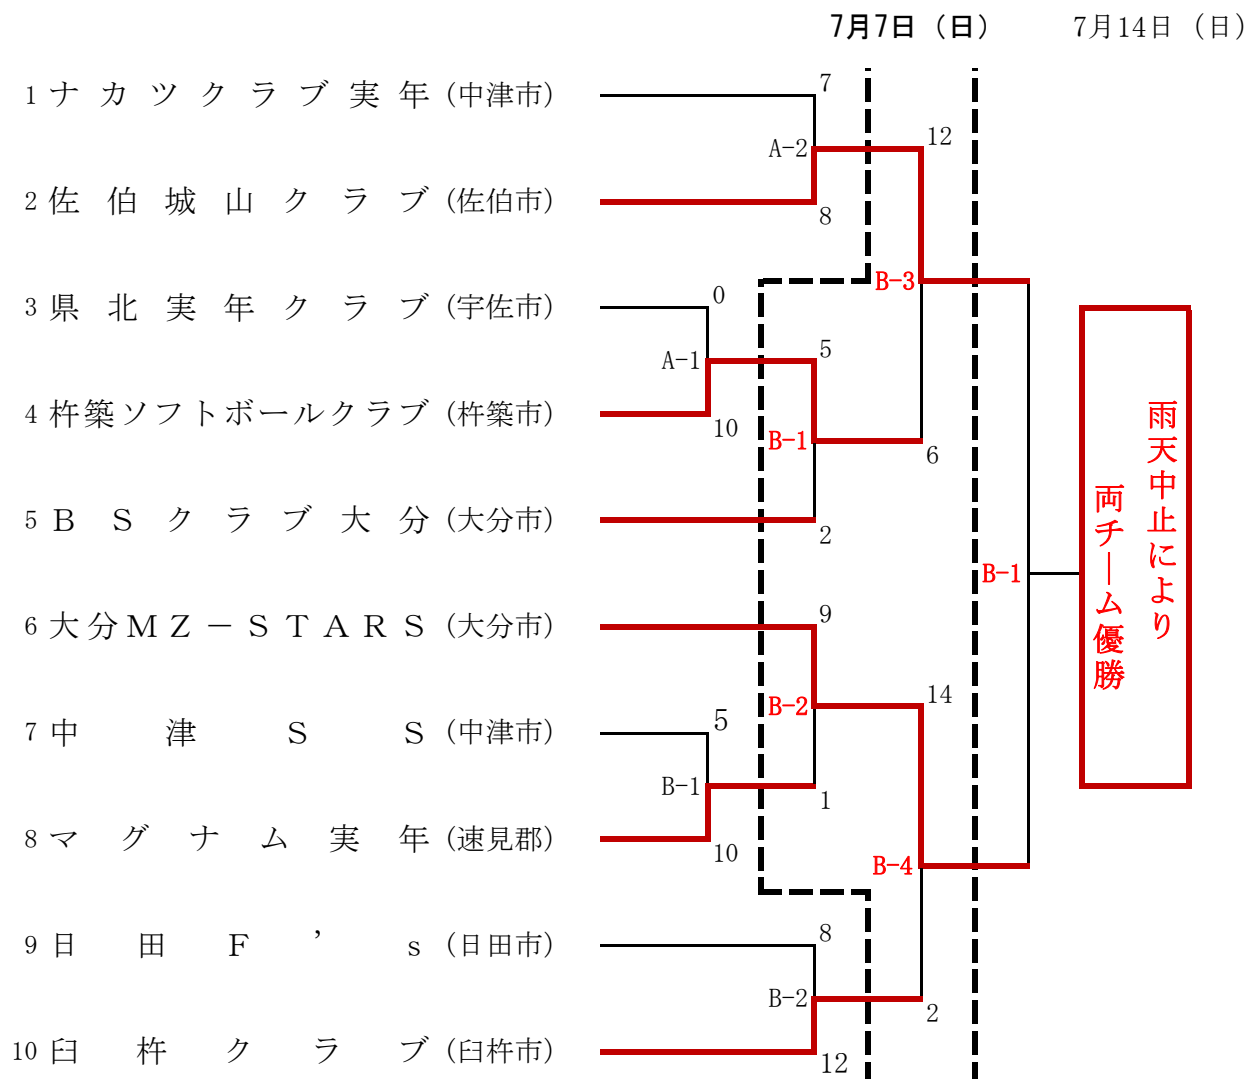 7月7日（日） 7月14日（日）
7
1 ナカツクラブ実年 (中津市)
12
A-2
2 佐伯城山クラブ (佐伯市)
8
B-3
0
3 県北実年クラブ (宇佐市)
5
A-1
4 杵築ソフトボールクラブ (杵築市)
10
B-1
6
5 ＢＳクラブ大分 (大分市)
2
雨天中止により
両チーム優勝
B-1
9
6 大分ＭＺ－ＳＴＡＲＳ (大分市)
14
B-2
5
7 中津ＳＳ (中津市)
B-1
1
8 マグナム実年 (速見郡)
10
B-4
8
9 日田Ｆ’ｓ (日田市)
B-2
2
10 臼杵クラブ (臼杵市)
12